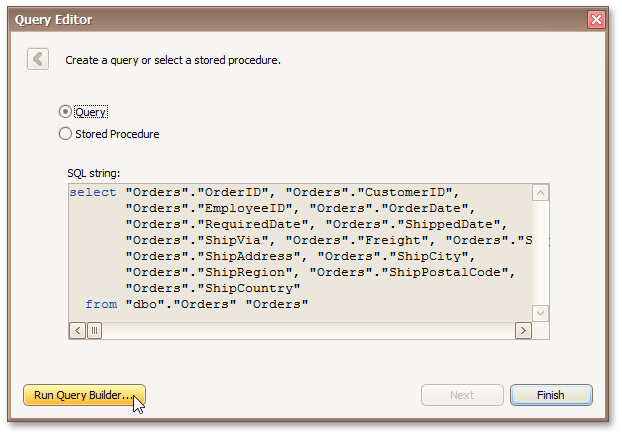 Query Editor
Create a query or select a stored procedure.
Query
Stored Procedure
SQL string:
select "Orders"."OrderID", "Orders"."CustomerID",
"Orders"."EmployeeID", "Orders"."OrderDate",
"Orders"."RequiredDate", "Orders"."ShippedDate",
"Orders"."ShipVia", "Orders"."Freight", "Orders"."Ship
"Orders"."ShipAddress", "Orders"."ShipCity",
"Orders"."ShipRegion", "Orders"."ShipPostalCode",
"Orders"."ShipCountry"
from "dbo"."Orders" "Orders"
Run Query Builder...
Next
Finish